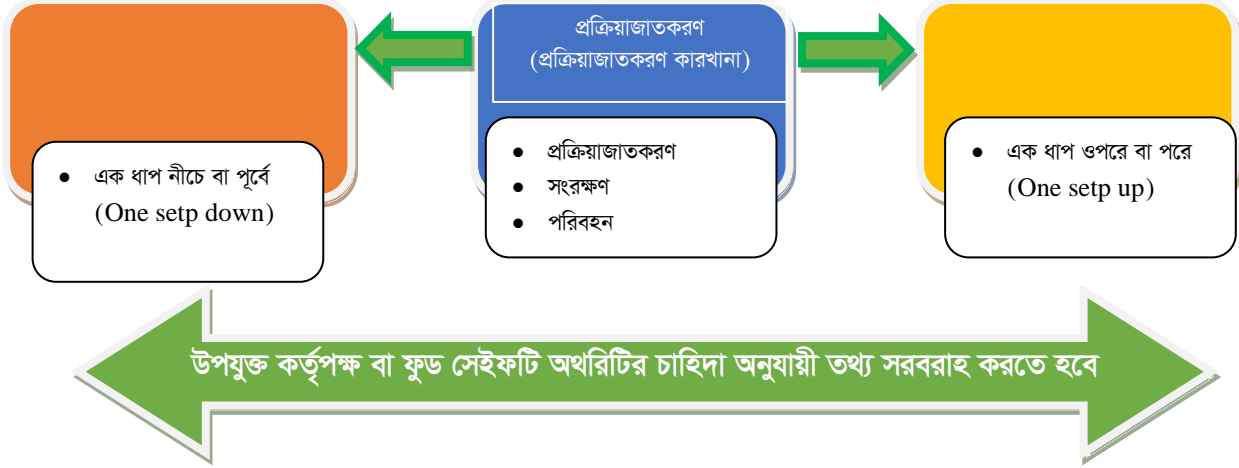 প্রক্রিয়াজাতকরণ
(প্রক্রিয়াজাতকরণ কারখানা)
● এক ধাপ নীচে বা পূর্বে
(One setp down)
● প্রক্রিয়াজাতকরণ
● সংরক্ষণ
● পরিবহন
● এক ধাপ ওপরে বা পরে
(One setp up)
উপযুক্ত কর্তৃপক্ষ বা ফুড সেইফটি অথরিটির চাহিদা অনুযায়ী তথ্য সরবরাহ করতে হবে